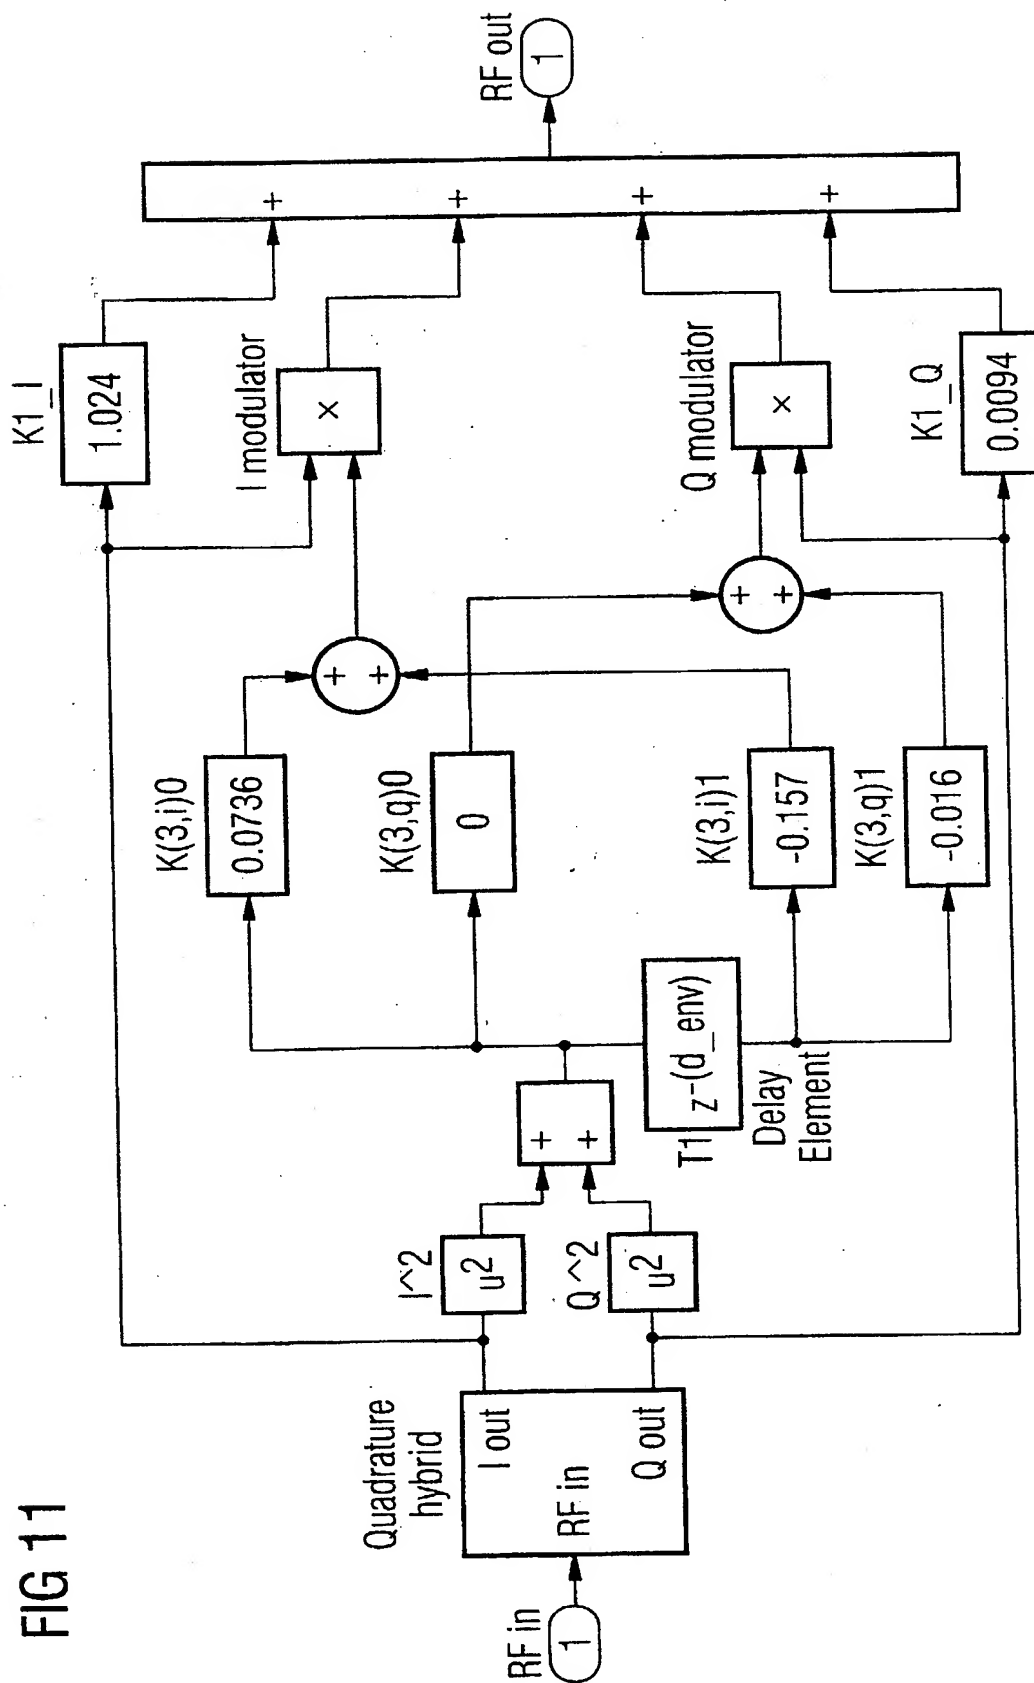 FIG 11
RF in
1
Quadrature
hybrid
I out
RF in
Q out
I^2
u2
Q^2
u2
+
+
T1
z-(d_env)
Delay
Element
K(3,i)0
0.0736
K(3,q)0
0
K(3,i)1
-0.157
K(3,q)1
-0.016
+
+
+
+
K1_I
1.024
I modulator
×
Q modulator
×
K1_Q
0.0094
+
+
+
+
RF out
1